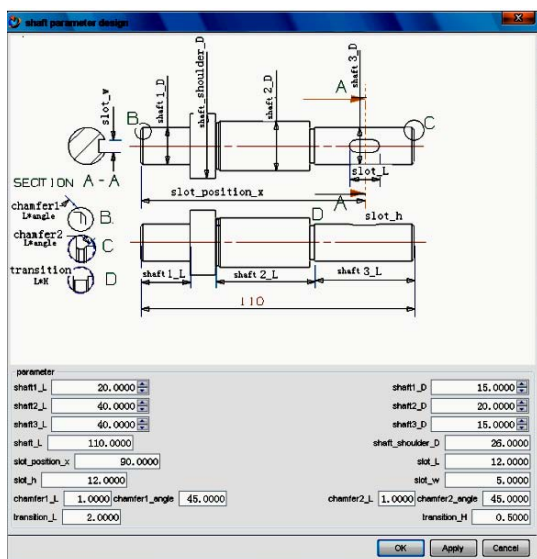 shaft parameter design
slot_w
B
shaft 1_D
shaft_shoulder_D
shaft 2_D
shaft 3_D
A
C
slot_L
slot_position_x
A
SECITION A - A
chamfer1
L*angle
B
chamfer2
L*angle
C
transition
L*H
D
D
slot_h
shaft 1_L
shaft 2_L
shaft 3_L
110
parameter
shaft1_L 20.0000 shaft1_D 15.0000
shaft2_L 40.0000 shaft2_D 20.0000
shaft3_L 40.0000 shaft3_D 15.0000
shaft_L 110.0000 shaft_shoulder_D 26.0000
slot_position_x 90.0000 slot_L 12.0000
slot_h 12.0000 slot_w 5.0000
chamfer1_L 1.0000 chamfer1_angle 45.0000 chamfer2_L 1.0000 chamfer2_angle 45.0000
transition_L 2.0000 transition_H 0.5000
OK Apply Cancel